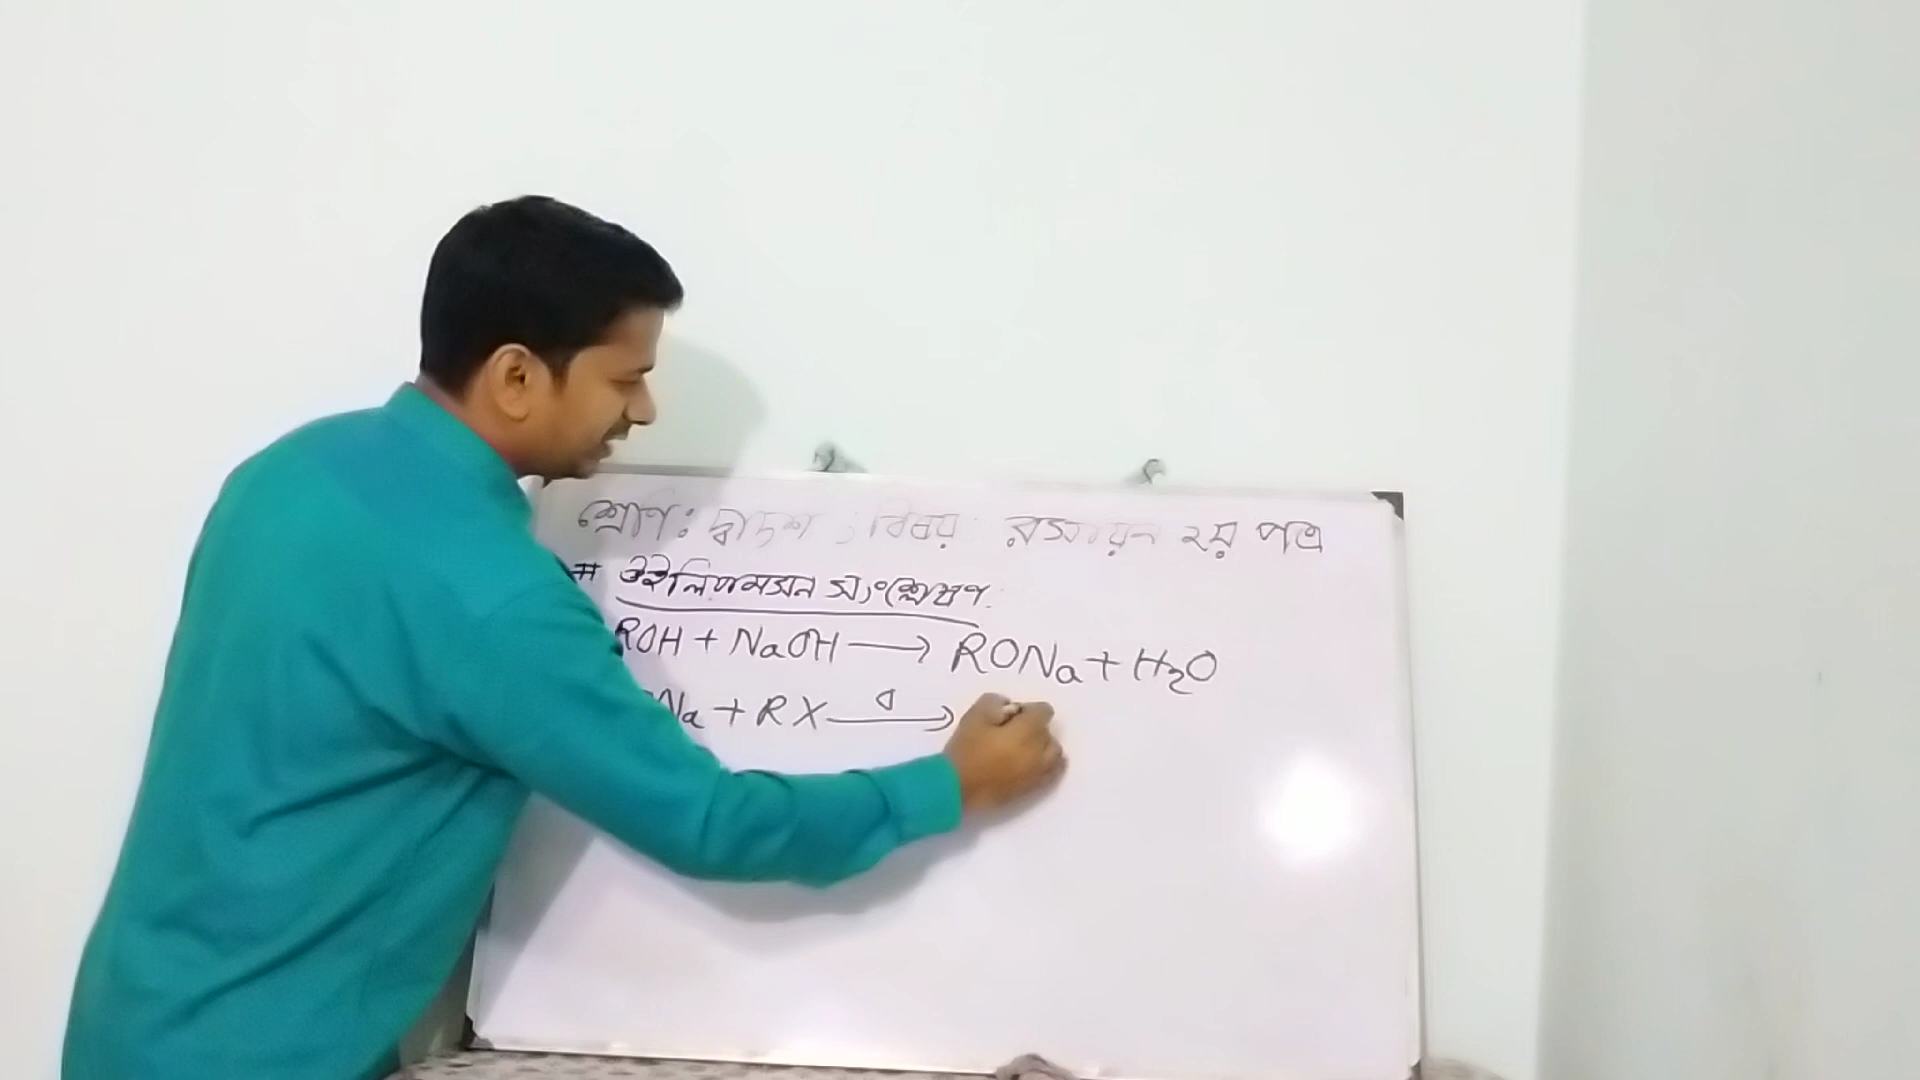 শ্রেণি: দ্বাদশ ; বিষয়: রসায়ন ২য় পত্র
# উইলিয়ামসন সংশ্লেষণ:
ROH + NaOH ⟶ RONa + H₂O
Na + RX ⟶ Δ